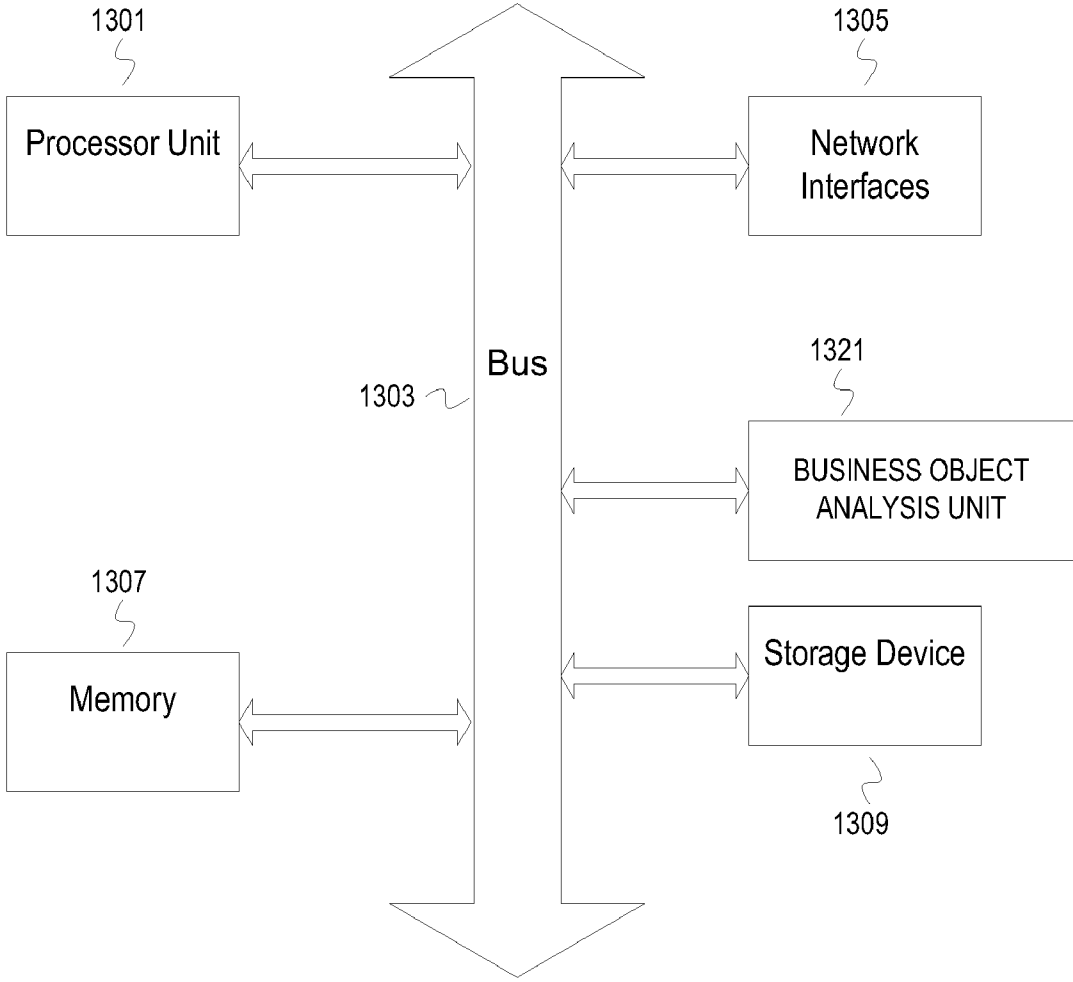 1301
Processor Unit
1305
Network
Interfaces
Bus
1303
1321
BUSINESS OBJECT
ANALYSIS UNIT
1307
Memory
Storage Device
1309